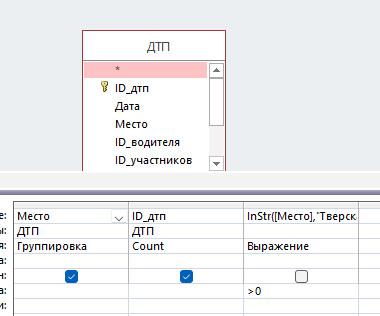 ДТП
*
ID_дтп
Дата
Место
ID_водителя
ID_участников
е: Место ID_дтп InStr([Место],"Тверск
ы: ДТП ДТП
я: Группировка Count Выражение
а:
н:
а: >0
и: